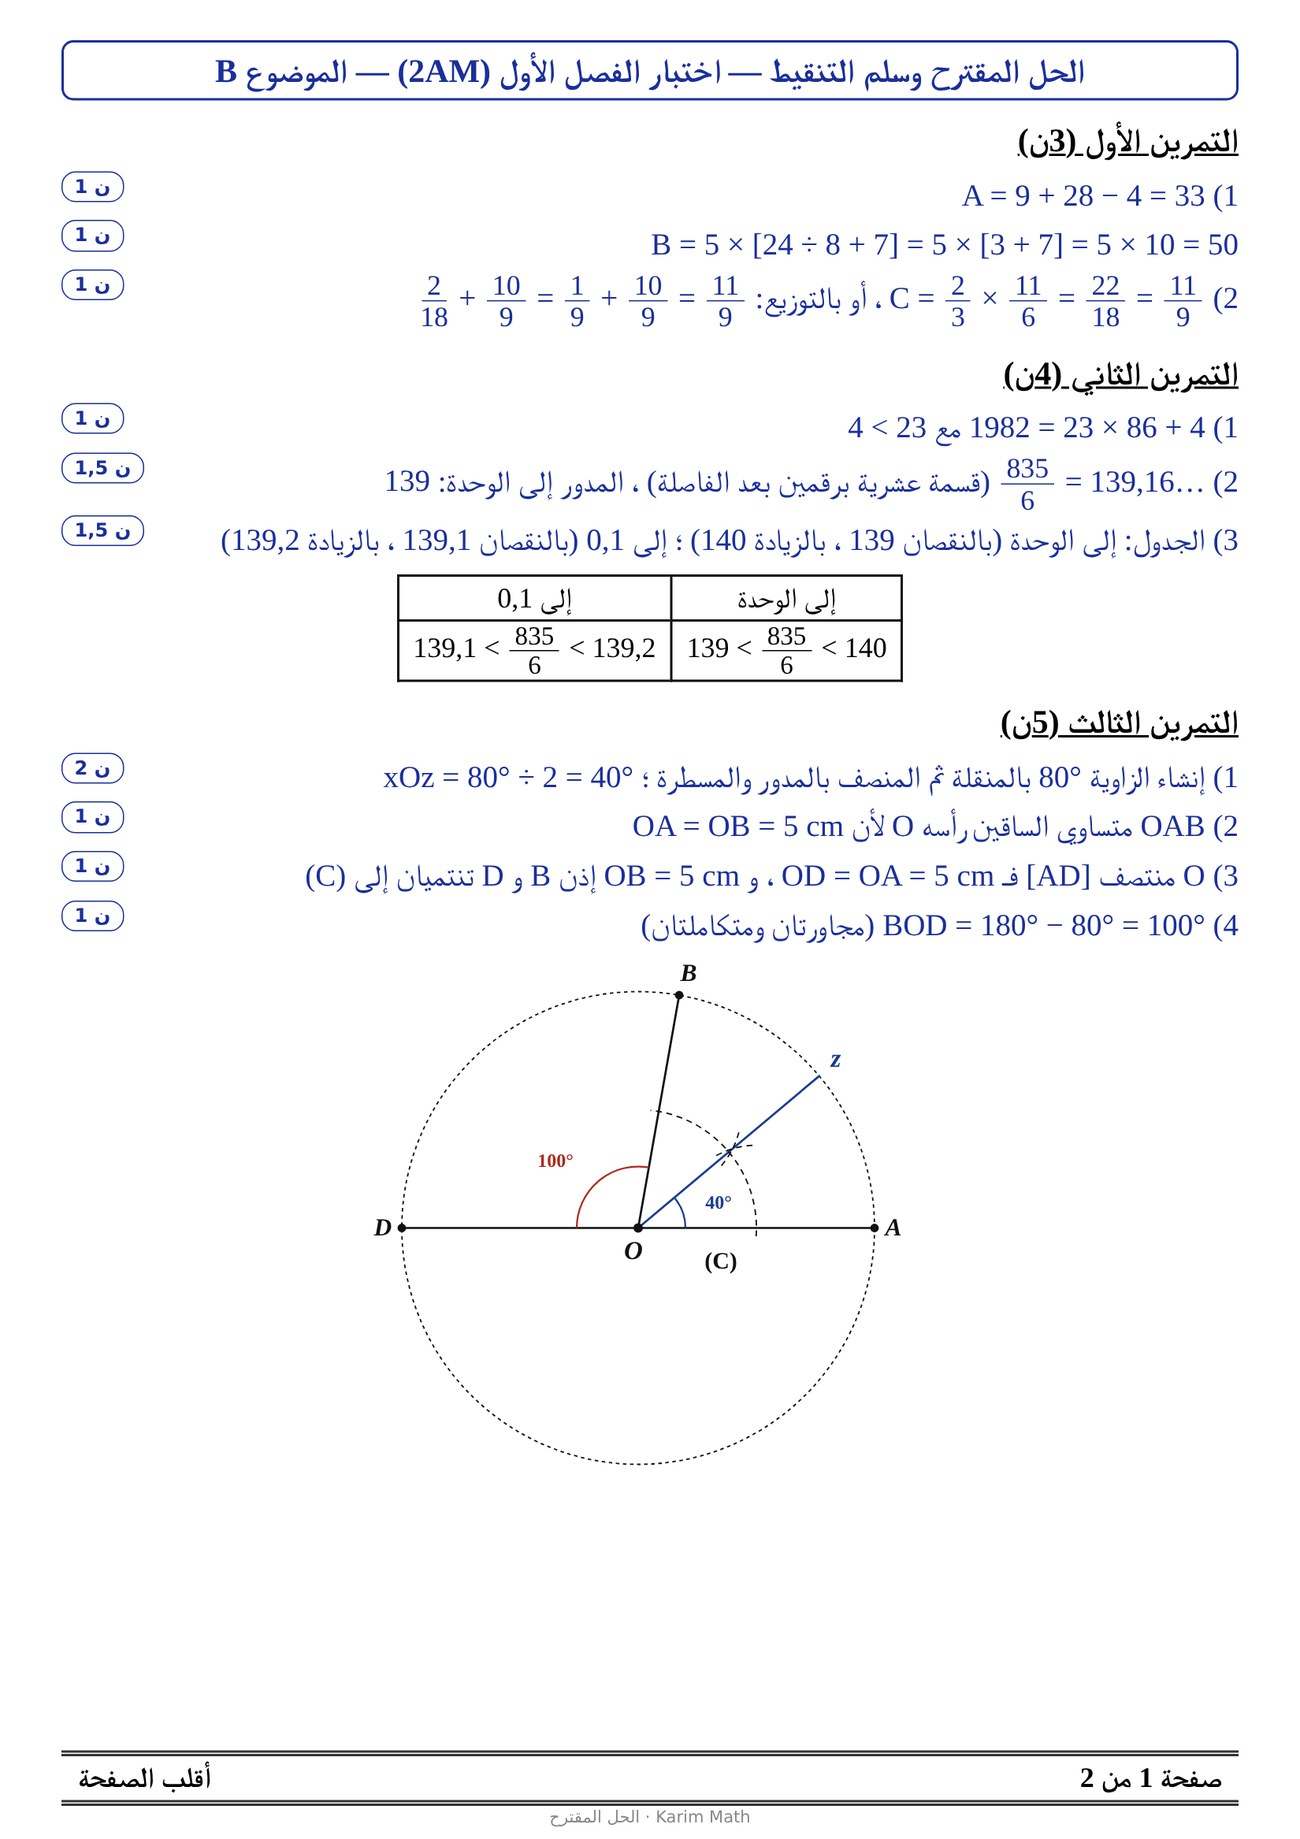 الحل المقترح وسلم التنقيط — اختبار الفصل الأول (2AM) — الموضوع B
التمرين الأول (3ن)
1) A = 9 + 28 − 4 = 33
1 ن
B = 5 × [24 ÷ 8 + 7] = 5 × [3 + 7] = 5 × 10 = 50
1 ن
2) C = 2/3 × 11/6 = 22/18 = 11/9 ، أو بالتوزيع: 2/18 + 10/9 = 1/9 + 10/9 = 11/9
1 ن
التمرين الثاني (4ن)
1) 1982 = 23 × 86 + 4 مع 4 < 23
1 ن
2) 835/6 = 139,16… (قسمة عشرية برقمين بعد الفاصلة) ، المدور إلى الوحدة: 139
1,5 ن
3) الجدول: إلى الوحدة (بالنقصان 139 ، بالزيادة 140) ؛ إلى 0,1 (بالنقصان 139,1 ، بالزيادة 139,2)
1,5 ن
إلى الوحدة إلى 0,1
139 < 835/6 < 140
139,1 < 835/6 < 139,2
التمرين الثالث (5ن)
1) إنشاء الزاوية 80° بالمنقلة ثم المنصف بالمدور والمسطرة ؛ xOz = 80° ÷ 2 = 40°
2 ن
2) OAB متساوي الساقين رأسه O لأن OA = OB = 5 cm
1 ن
3) O منتصف [AD] فـ OD = OA = 5 cm ، و OB = 5 cm إذن B و D تنتميان إلى (C)
1 ن
4) BOD = 180° − 80° = 100° (مجاورتان ومتكاملتان)
1 ن
B
z
100°
40°
D
O
A
(C)
صفحة 1 من 2
أقلب الصفحة
Karim Math · الحل المقترح